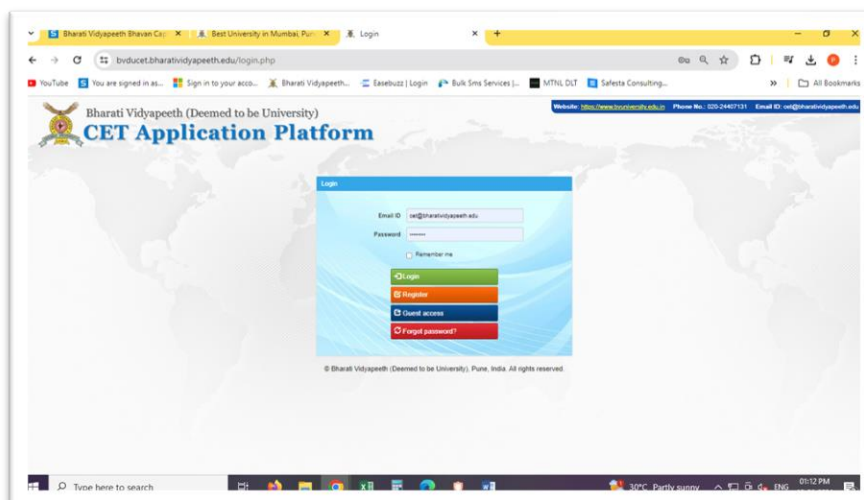 Bharati Vidyapeeth Bhavan Ca
Best University in Mumbai, Pun
Login
bvducet.bharatividyapeeth.edu/login.php
YouTube
You are signed in as...
Sign in to your acco...
Bharati Vidyapeeth...
Easebuzz | Login
Bulk Sms Services |...
MTNL DLT
Safesta Consulting...
All Bookmarks
Website: https://www.bvuniversity.edu.in Phone No.: 020-24407131 Email ID: cet@bharatividyapeeth.edu
Bharati Vidyapeeth (Deemed to be University)
CET Application Platform
Login
Email ID cet@bharatividyapeeth.edu
Password
Remember me
Login
Register
Guest access
Forgot password?
© Bharati Vidyapeeth (Deemed to be University), Pune, India. All rights reserved.
Type here to search
30°C Partly sunny
ENG
01:12 PM